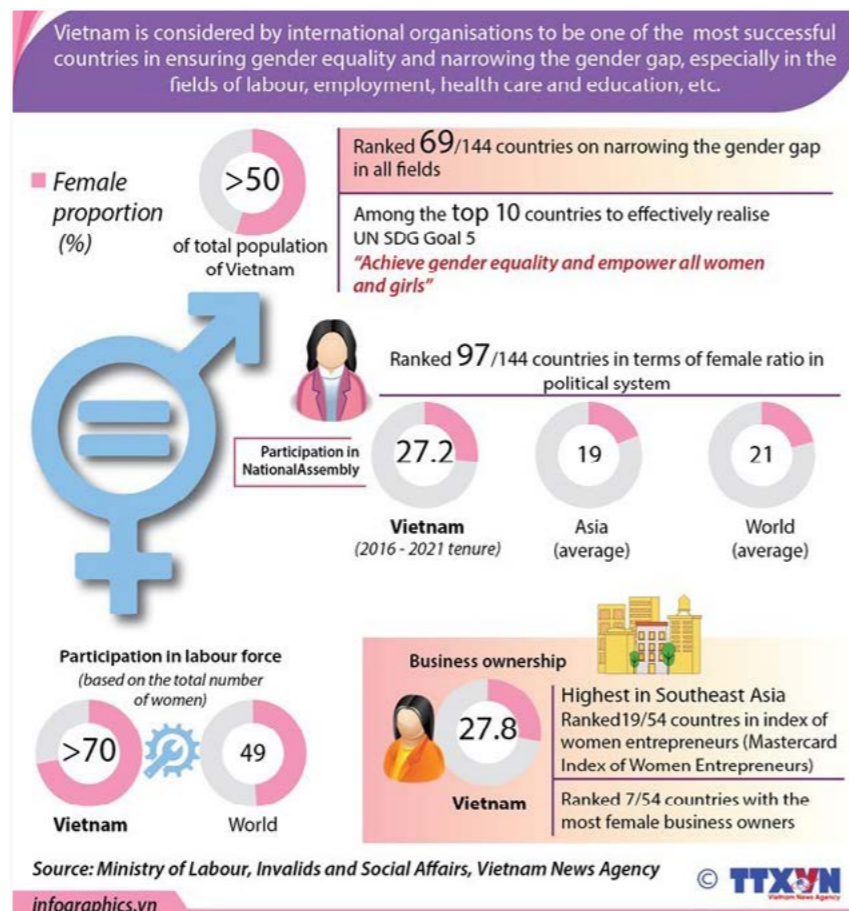 Vietnam is considered by international organisations to be one of the most successful
countries in ensuring gender equality and narrowing the gender gap, especially in the
fields of labour, employment, health care and education, etc.
Female
proportion
(%)
>50
of total population
of Vietnam
Ranked 69/144 countries on narrowing the gender gap
in all fields
Among the top 10 countries to effectively realise
UN SDG Goal 5
"Achieve gender equality and empower all women
and girls"
Ranked 97/144 countries in terms of female ratio in
political system
Participation in
NationalAssembly
27.2
Vietnam
(2016 - 2021 tenure)
19
Asia
(average)
21
World
(average)
Participation in labour force
(based on the total number
of women)
>70
Vietnam
49
World
Business ownership
27.8
Vietnam
Highest in Southeast Asia
Ranked19/54 countres in index of
women entrepreneurs (Mastercard
Index of Women Entrepreneurs)
Ranked 7/54 countries with the
most female business owners
Source: Ministry of Labour, Invalids and Social Affairs, Vietnam News Agency
© TTXVN
Vietnam News Agency
infographics.vn